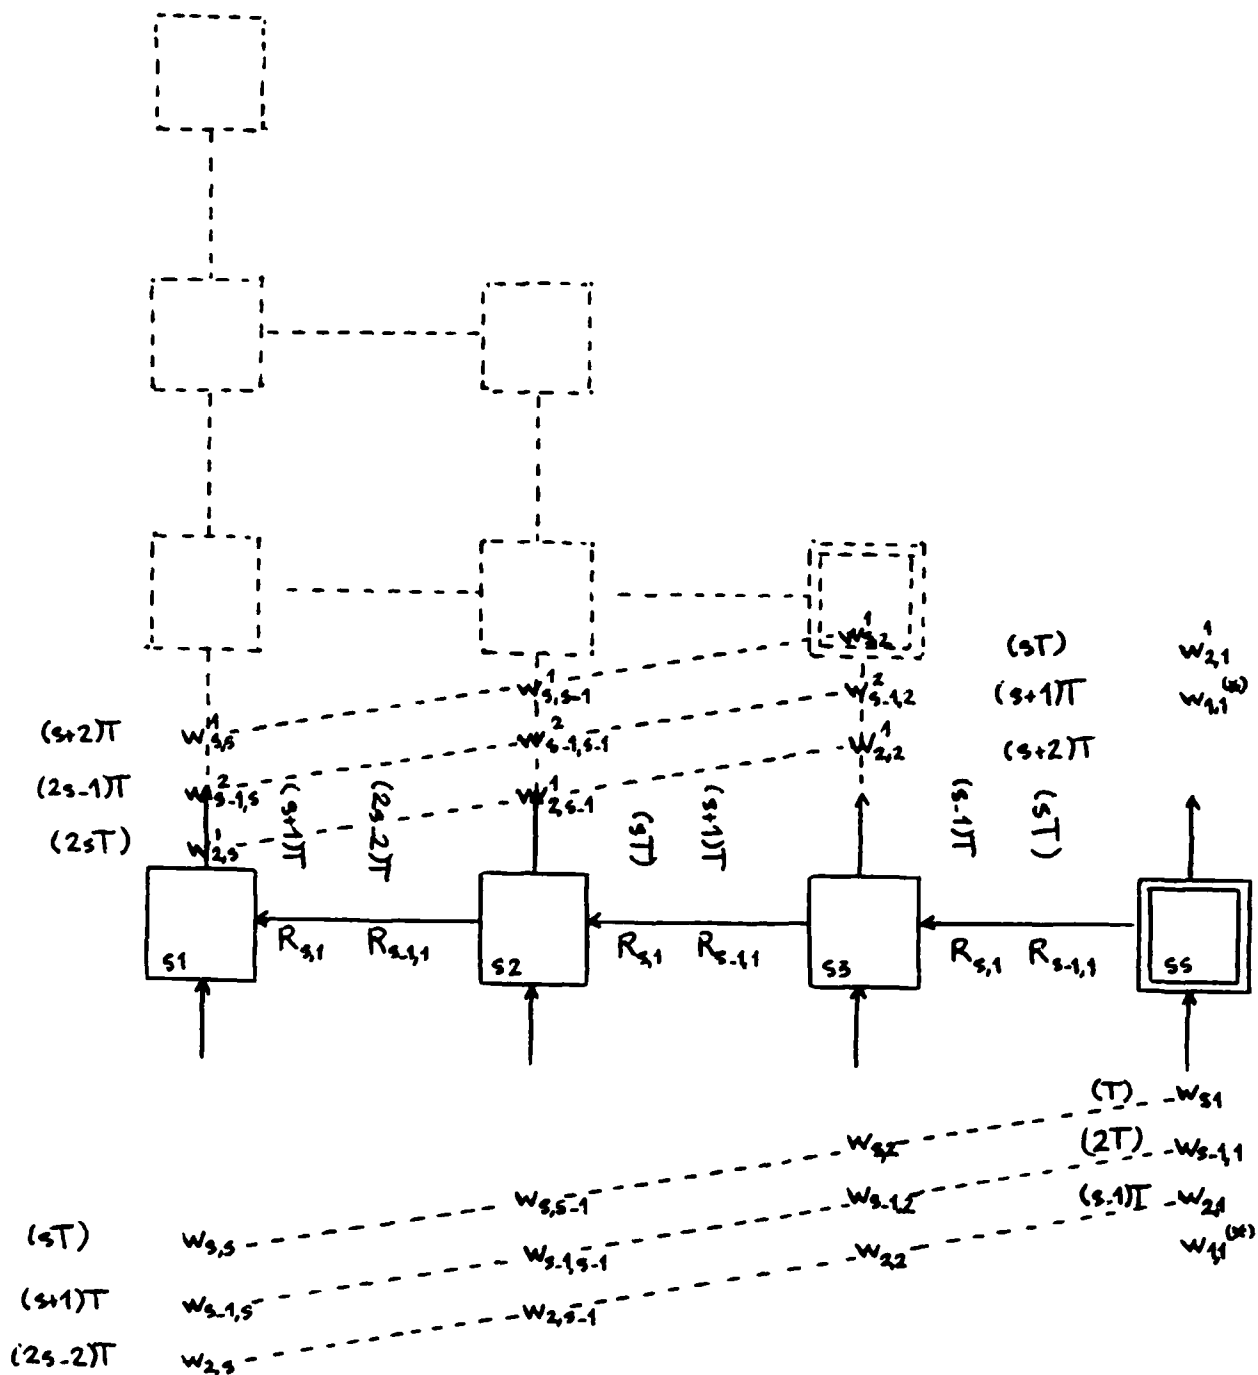 w¹s,2 (sT) w¹2,1
w¹s,s-1 w²s-1,2 (s+1)T w1,1(*)
(s+2)T w¹s,s w²s-1,s-1 w¹2,2 (s+2)T
(2s-1)T w²s-1,s (s+1)T (2s-2)T w¹2,s-1 (sT) (s+1)T (s-1)T (sT)
(2sT) w¹2,s
s1 Rs,1 Rs-1,1 s2 Rs,1 Rs-1,1 s3 Rs,1 Rs-1,1 ss
(T) ws1
ws,2 (2T) ws-1,1
ws,s-1 ws-1,2 (s-1)T w2,1
(sT) ws,s ws-1,s-1 w2,2 w1,1(*)
(s+1)T ws-1,s w2,s-1
(2s-2)T w2,s